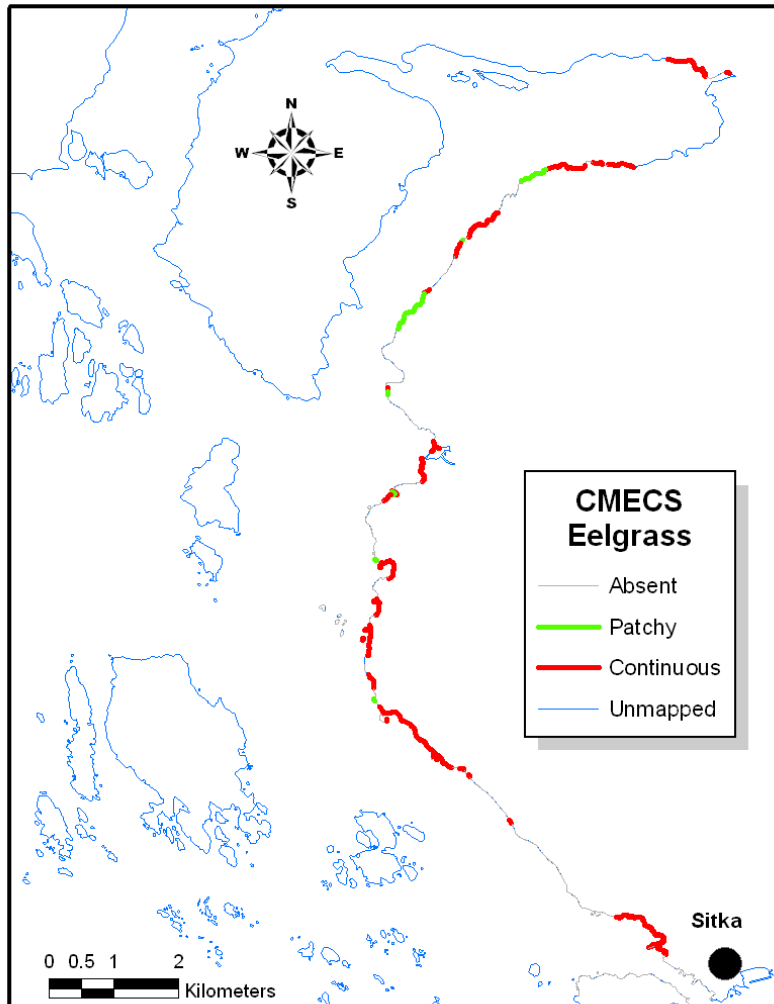 N
W E
S
CMECS
Eelgrass
Absent
Patchy
Continuous
Unmapped
Sitka
0 0.5 1 2
Kilometers